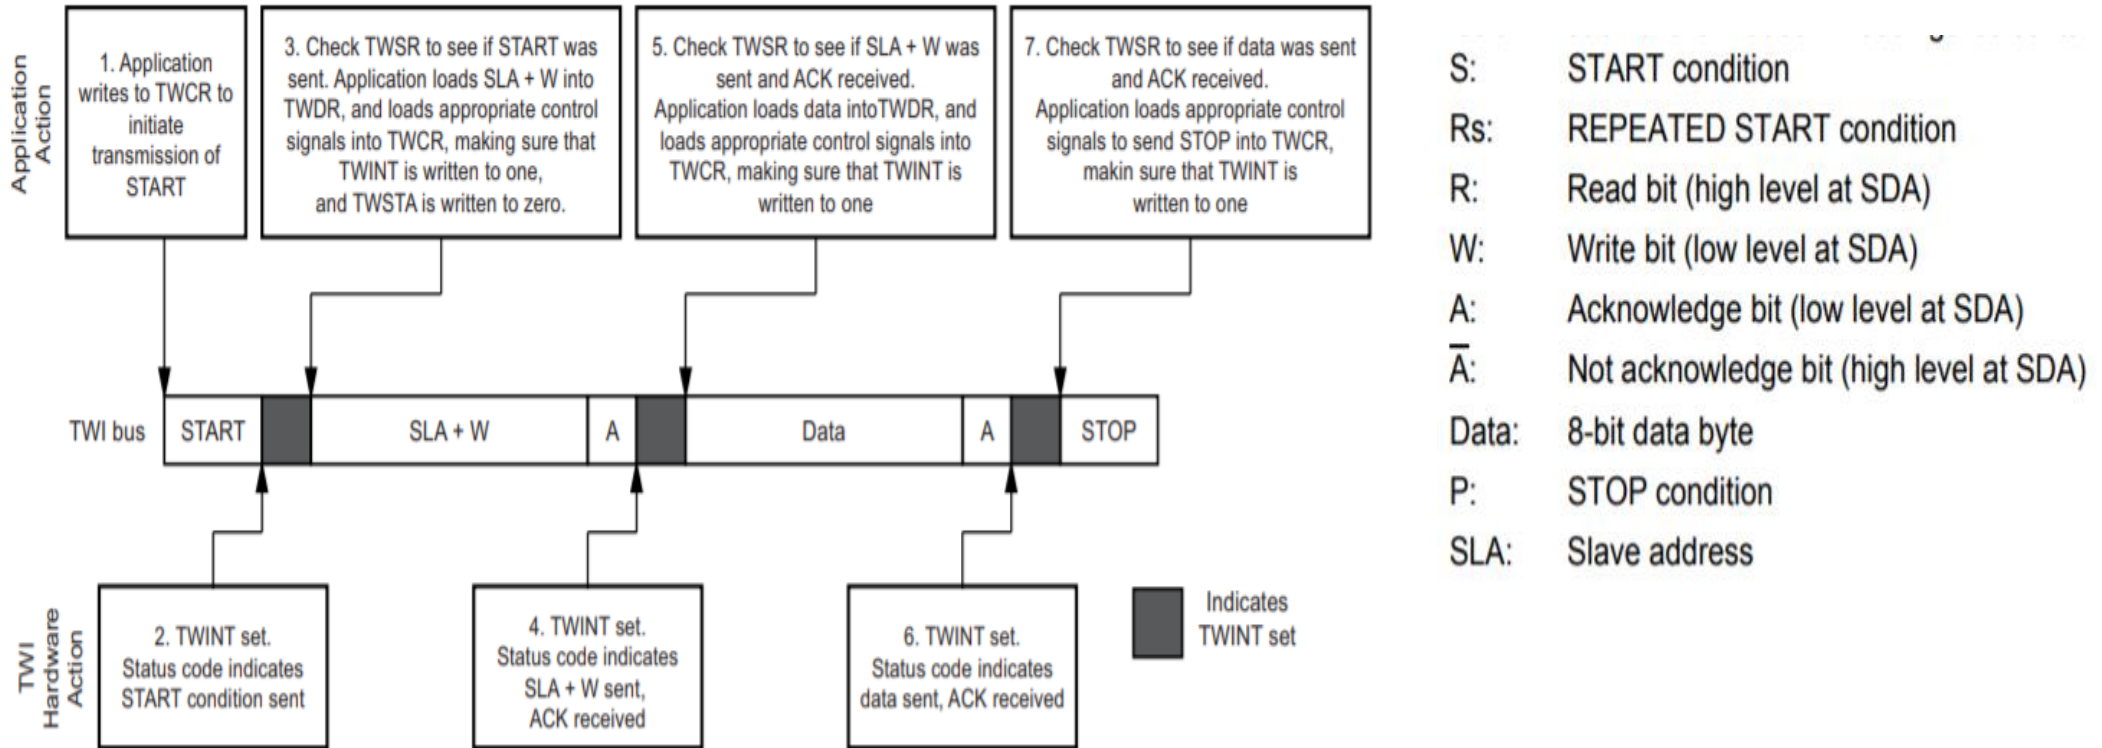 Application
Action
1. Application
writes to TWCR to
initiate
transmission of
START
3. Check TWSR to see if START was
sent. Application loads SLA + W into
TWDR, and loads appropriate control
signals into TWCR, making sure that
TWINT is written to one,
and TWSTA is written to zero.
5. Check TWSR to see if SLA + W was
sent and ACK received.
Application loads data intoTWDR, and
loads appropriate control signals into
TWCR, making sure that TWINT is
written to one
7. Check TWSR to see if data was sent
and ACK received.
Application loads appropriate control
signals to send STOP into TWCR,
makin sure that TWINT is
written to one
TWI bus
START
SLA + W
A
Data
A
STOP
TWI
Hardware
Action
2. TWINT set.
Status code indicates
START condition sent
4. TWINT set.
Status code indicates
SLA + W sent,
ACK received
6. TWINT set.
Status code indicates
data sent, ACK received
Indicates
TWINT set
S: START condition
Rs: REPEATED START condition
R: Read bit (high level at SDA)
W: Write bit (low level at SDA)
A: Acknowledge bit (low level at SDA)
A̅: Not acknowledge bit (high level at SDA)
Data: 8-bit data byte
P: STOP condition
SLA: Slave address